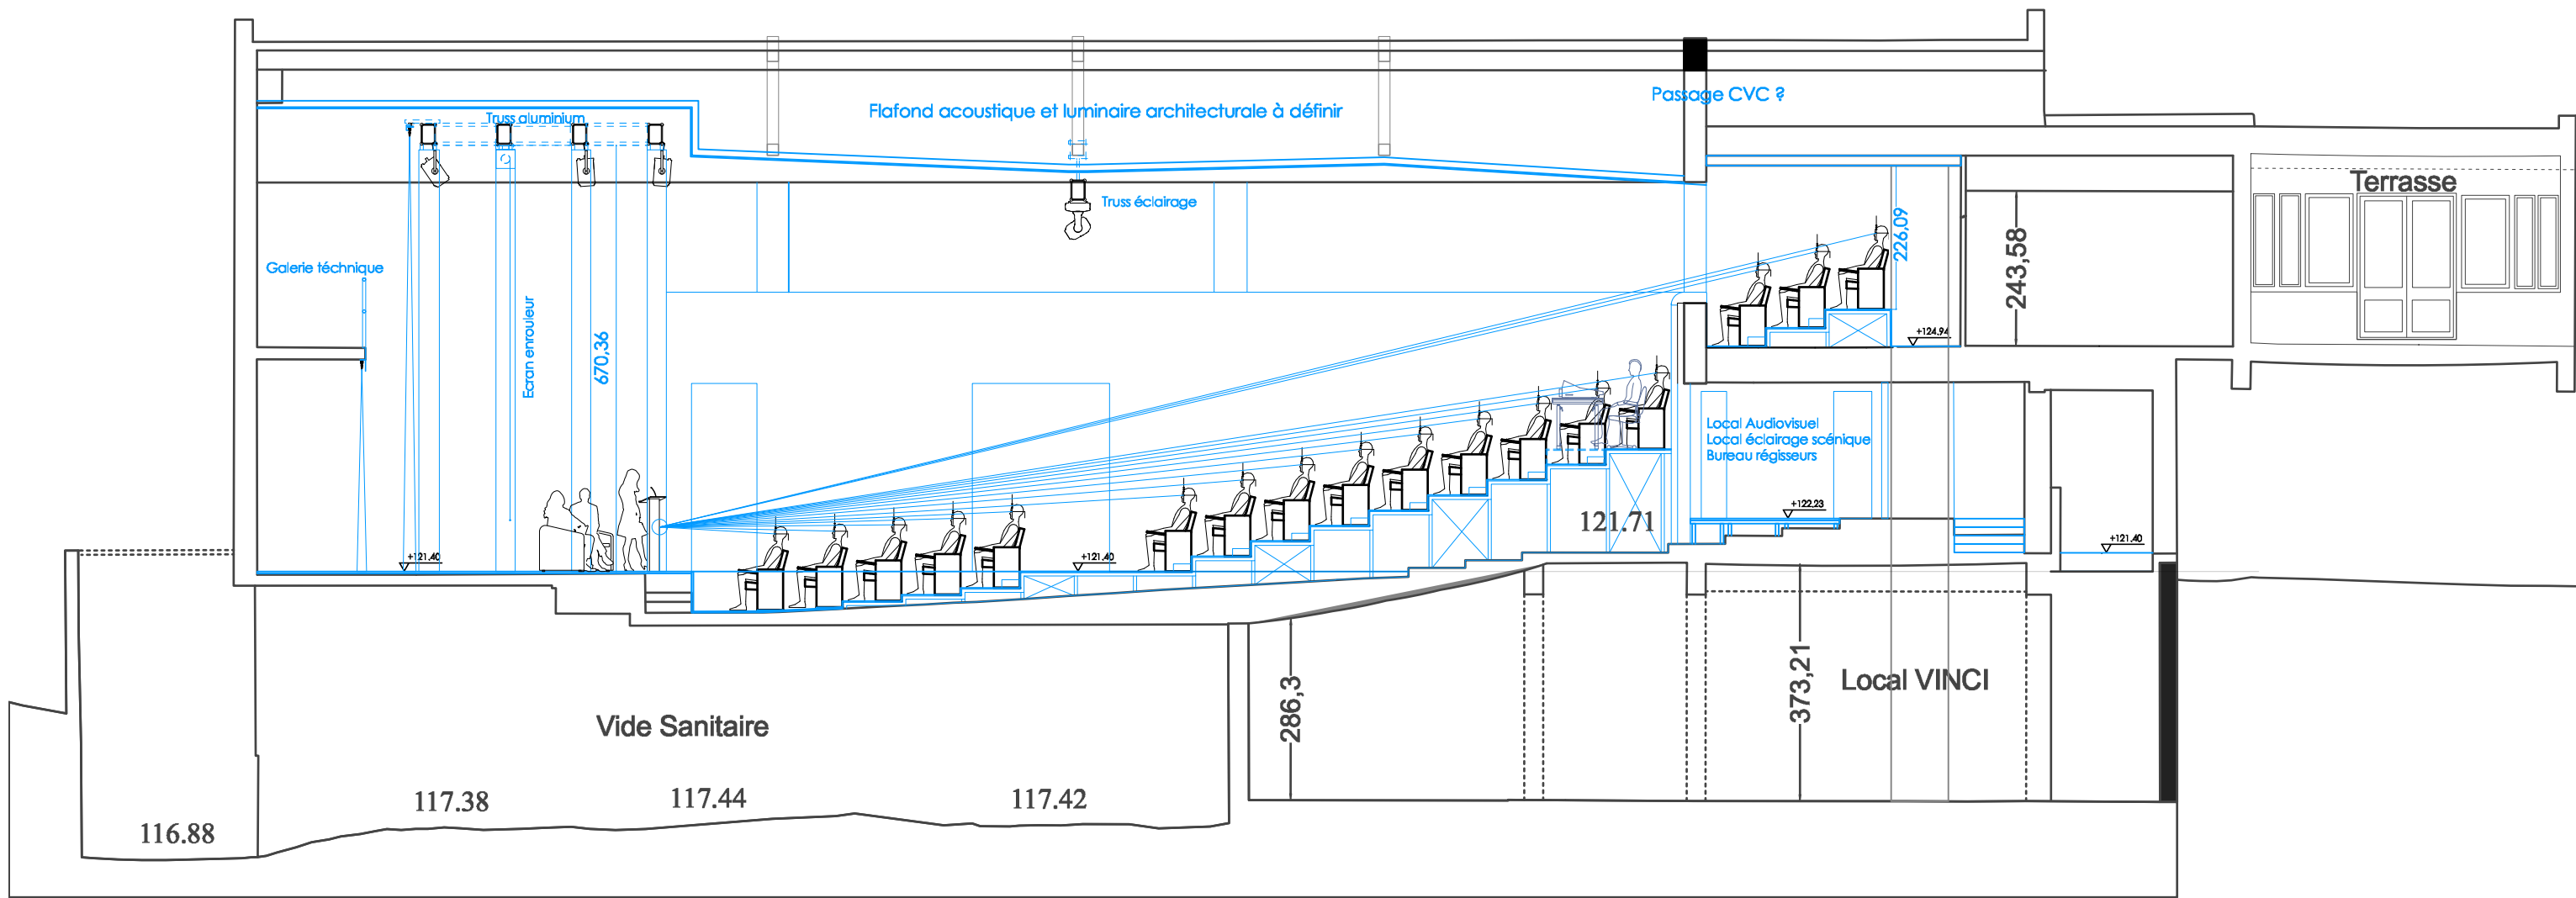 Passage CVC ?
Flafond acoustique et luminaire architecturale à définir
Truss aluminium
Terrasse
Truss éclairage
226,09
243,58
Galerie téchnique
Ecran enrouleur
670,36
+124.94
Local Audiovisuel
Local éclairage scénique
Bureau régisseurs
+122.23
121.71
+121.40
+121.40
+121.40
286,3
373,21
Local VINCI
Vide Sanitaire
117.38
117.44
117.42
116.88